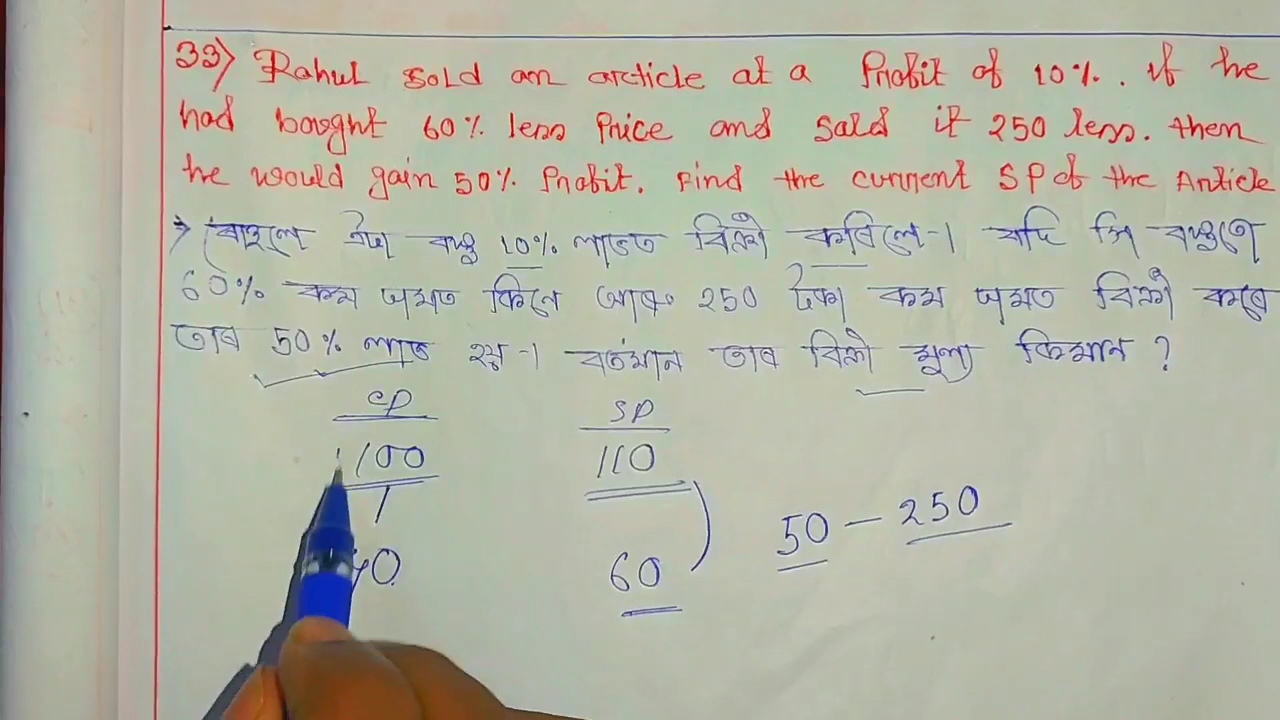 33) Rahul sold an article at a Profit of 10%. if he
had bought 60% less Price and Sold it 250 less. then
he would gain 50% Profit. Find the current SP of the Article
→ ৰাহুলে এটা বস্তু 10% লাভত বিক্ৰী কৰিলে। যদি সি বস্তুটো
60% কম দামত কিনে আৰু 250 টকা কম দামত বিক্ৰী কৰে
তাৰ 50% লাভ হয়। বৰ্তমান তাৰ বিক্ৰী মূল্য কিমান ?
CP SP
100 110
40 60 50 — 250